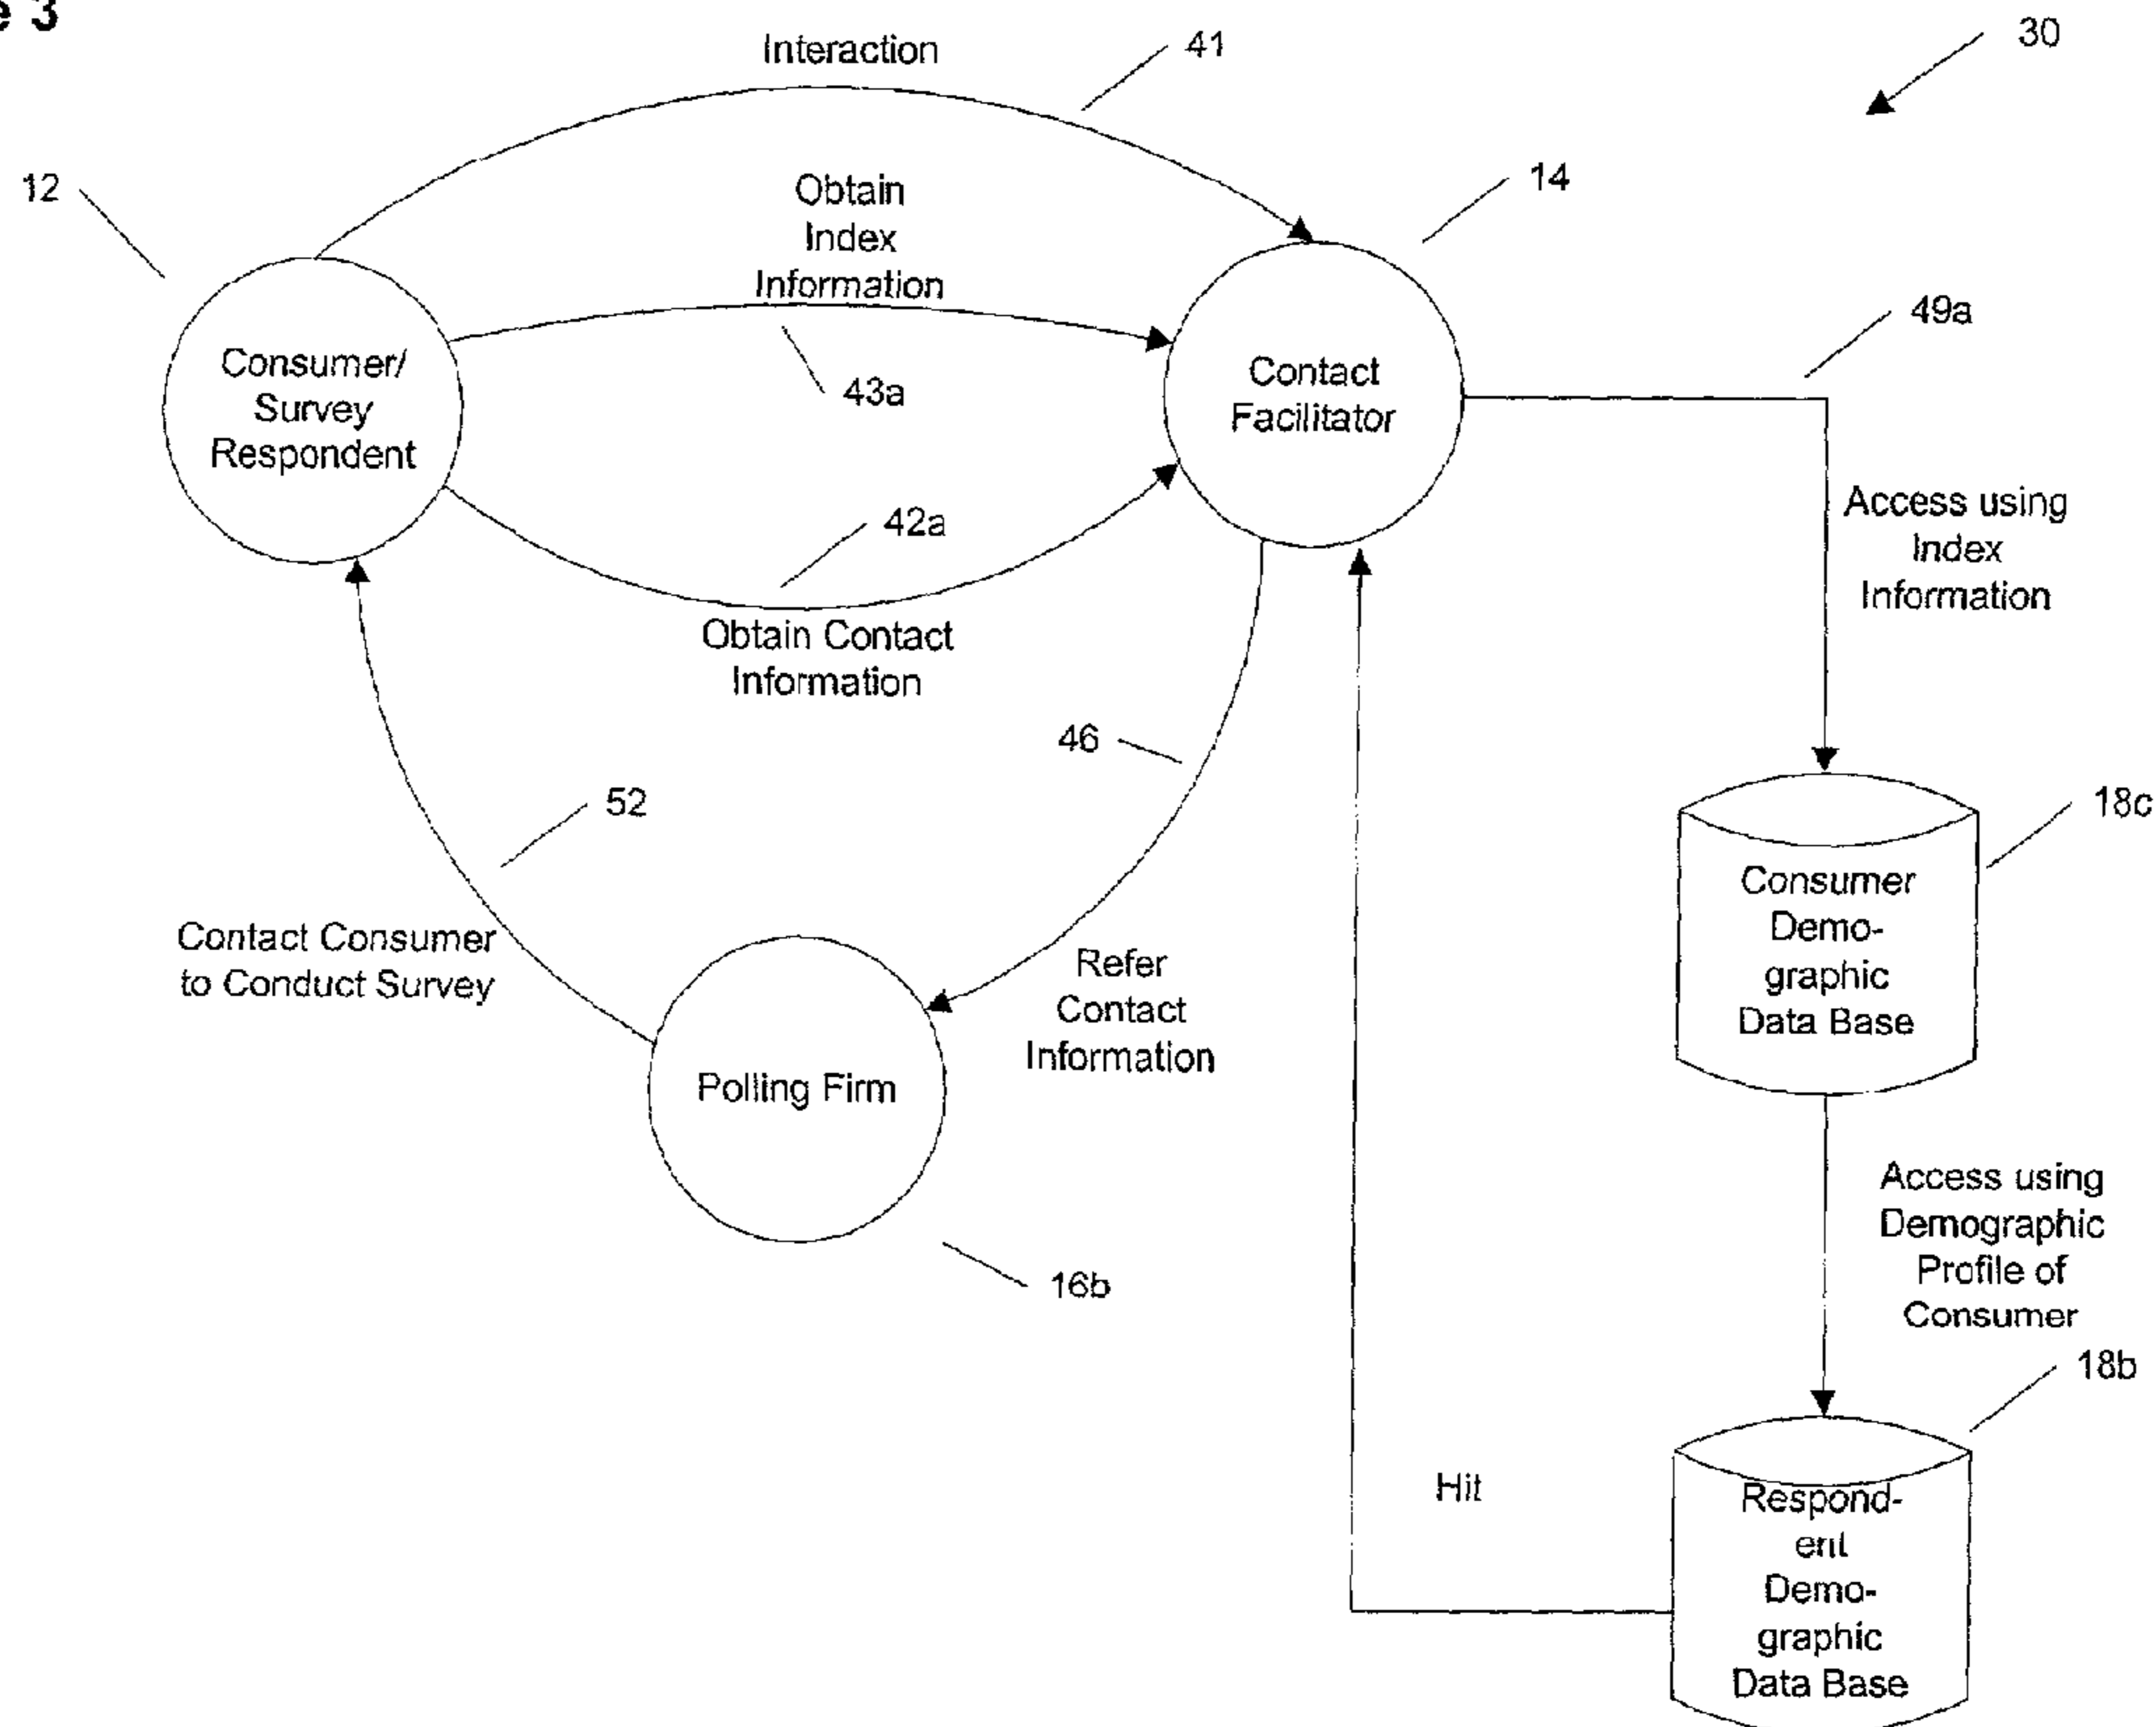 e 3
Interaction
41
30
12
Obtain
Index
Information
14
49a
43a
Consumer/
Survey
Respondent
Contact
Facilitator
42a
Access using
Index
Information
Obtain Contact
Information
46
52
18c
Consumer
Demo-
graphic
Data Base
Contact Consumer
to Conduct Survey
Refer
Contact
Information
Polling Firm
16b
Access using
Demographic
Profile of
Consumer
18b
Hit
Respond-
ent
Demo-
graphic
Data Base